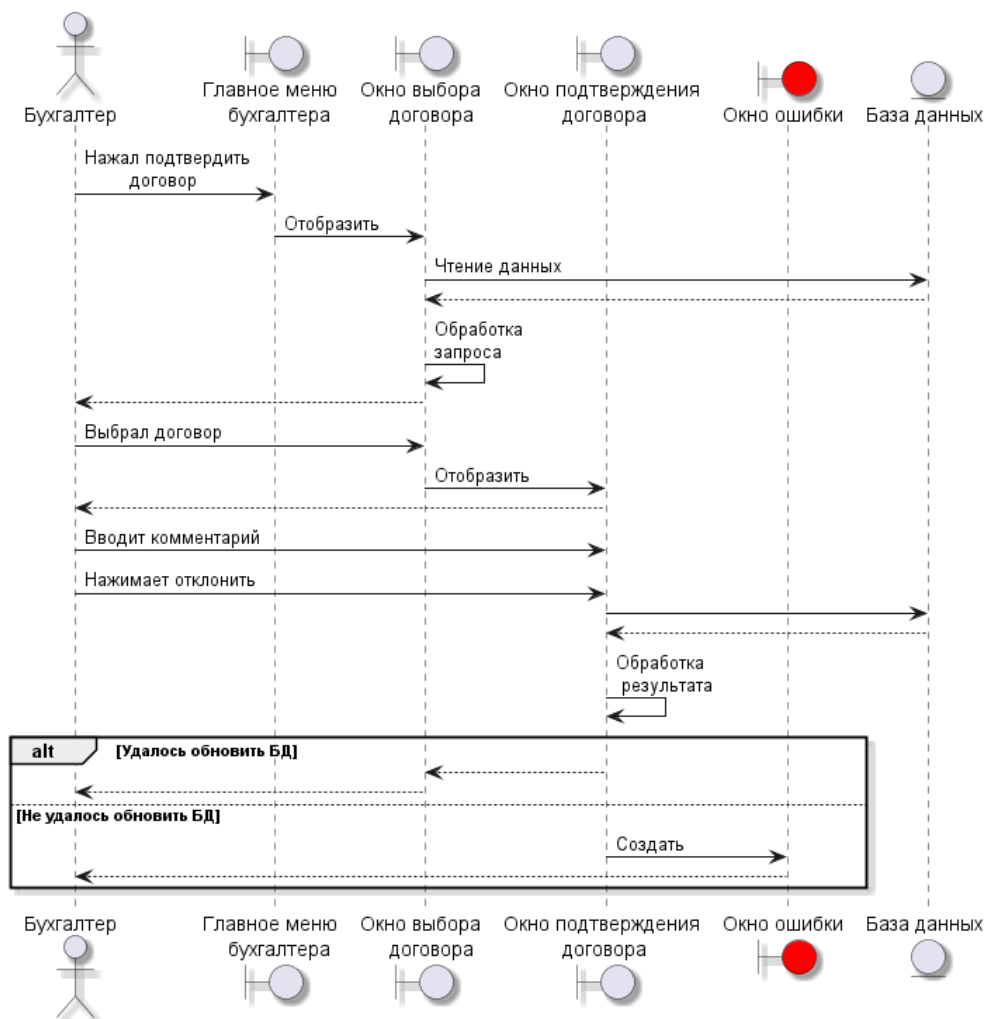 Бухгалтер
Главное меню
бухгалтера
Окно выбора
договора
Окно подтверждения
договора
Окно ошибки
База данных
Нажал подтвердить
договор
Отобразить
Чтение данных
Обработка
запроса
Выбрал договор
Отобразить
Вводит комментарий
Нажимает отклонить
Обработка
результата
alt [Удалось обновить БД]
[Не удалось обновить БД]
Создать
Бухгалтер
Главное меню
бухгалтера
Окно выбора
договора
Окно подтверждения
договора
Окно ошибки
База данных